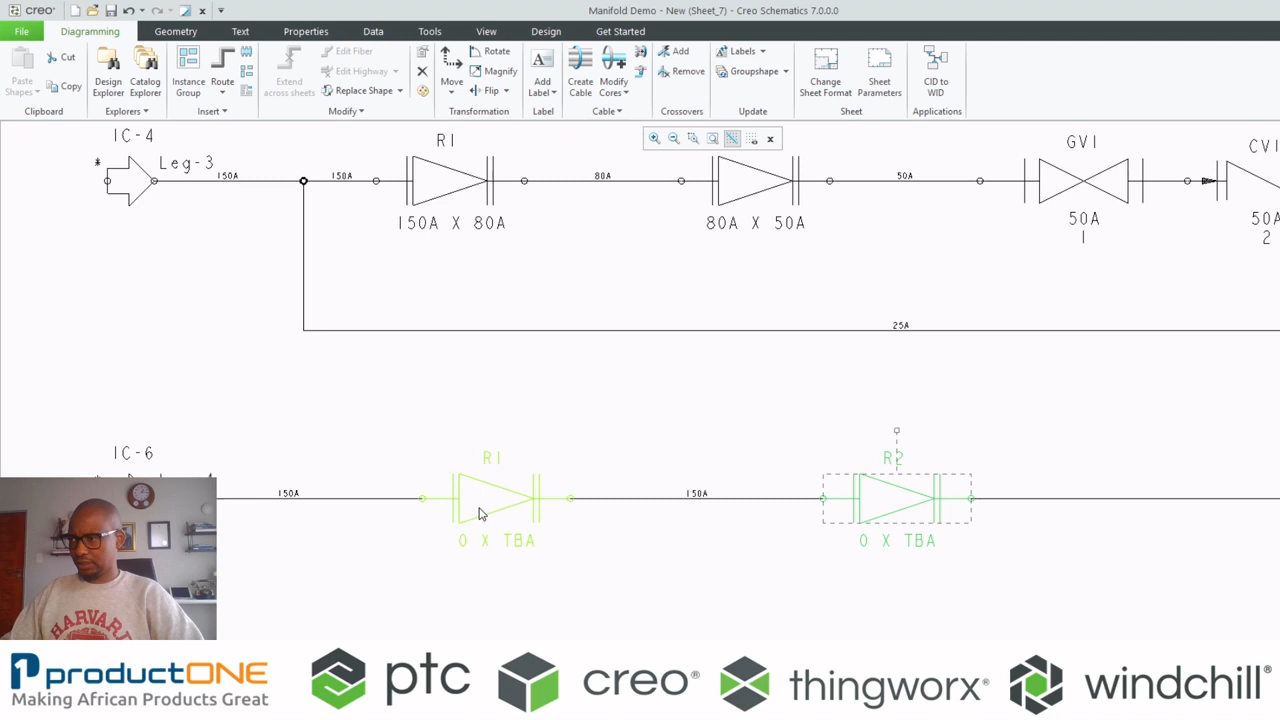 creo
Manifold Demo - New (Sheet_7) - Creo Schematics 7.0.0.0
File Diagramming Geometry Text Properties Data Tools View Design Get Started
Paste Shapes Cut Copy
Design Explorer Catalog Explorer
Instance Group Route
Extend across sheets Edit Fiber Edit Highway Replace Shape
Move Rotate Magnify Flip
Add Label
Create Cable Modify Cores
Add Remove
Labels Groupshape
Change Sheet Format Sheet Parameters
CID to WID
Clipboard Explorers Insert Modify Transformation Label Cable Crossovers Update Sheet Applications
IC-4 R1 GV1 CV1
* Leg-3
150A 150A 80A 50A
150A X 80A 80A X 50A 50A 50A
1 2
25A
IC-6 R1 R2
150A 150A
0 X TBA 0 X TBA
HARVARD
productONE
Making African Products Great
ptc creo® thingworx® windchill®